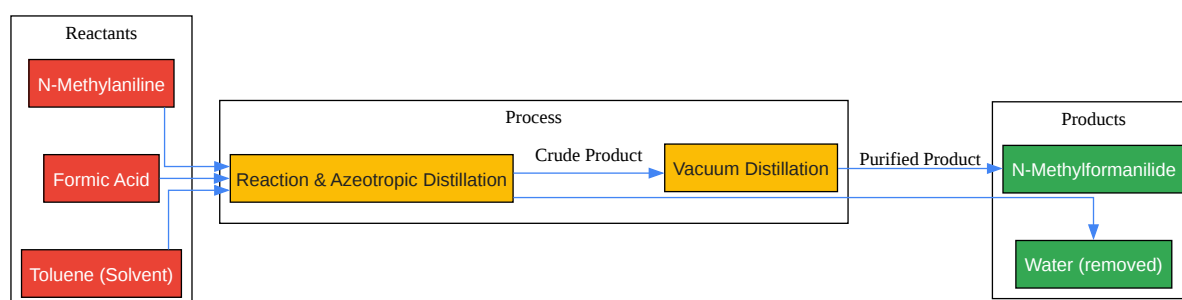 Reactants
N-Methylaniline
Formic Acid
Toluene (Solvent)
Process
Reaction & Azeotropic Distillation
Crude Product
Vacuum Distillation
Purified Product
Products
N-Methylformanilide
Water (removed)